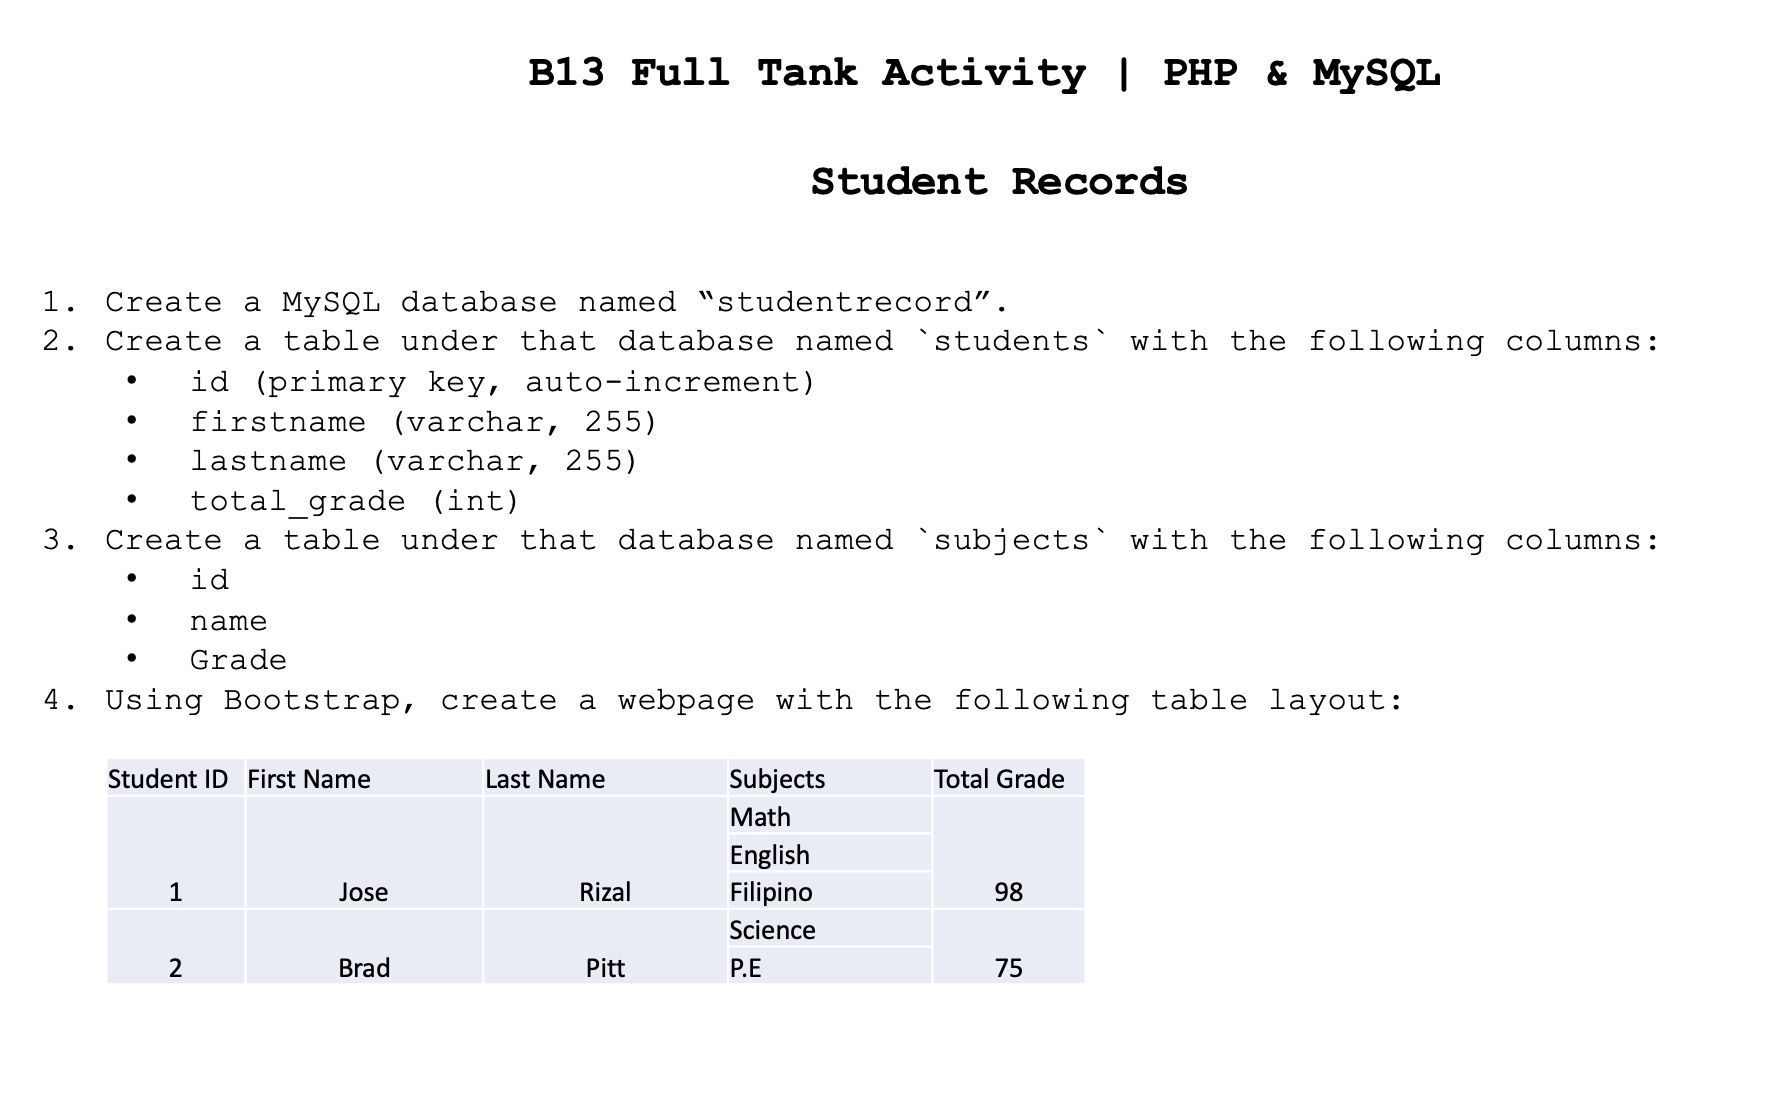 B13 Full Tank Activity | PHP & MySQL
Student Records
1. Create a MySQL database named “studentrecord”.
2. Create a table under that database named `students` with the following columns:
• id (primary key, auto-increment)
• firstname (varchar, 255)
• lastname (varchar, 255)
• total_grade (int)
3. Create a table under that database named `subjects` with the following columns:
• id
• name
• Grade
4. Using Bootstrap, create a webpage with the following table layout:
Student ID First Name Last Name Subjects Total Grade
Math
English
1 Jose Rizal Filipino 98
Science
2 Brad Pitt P.E 75